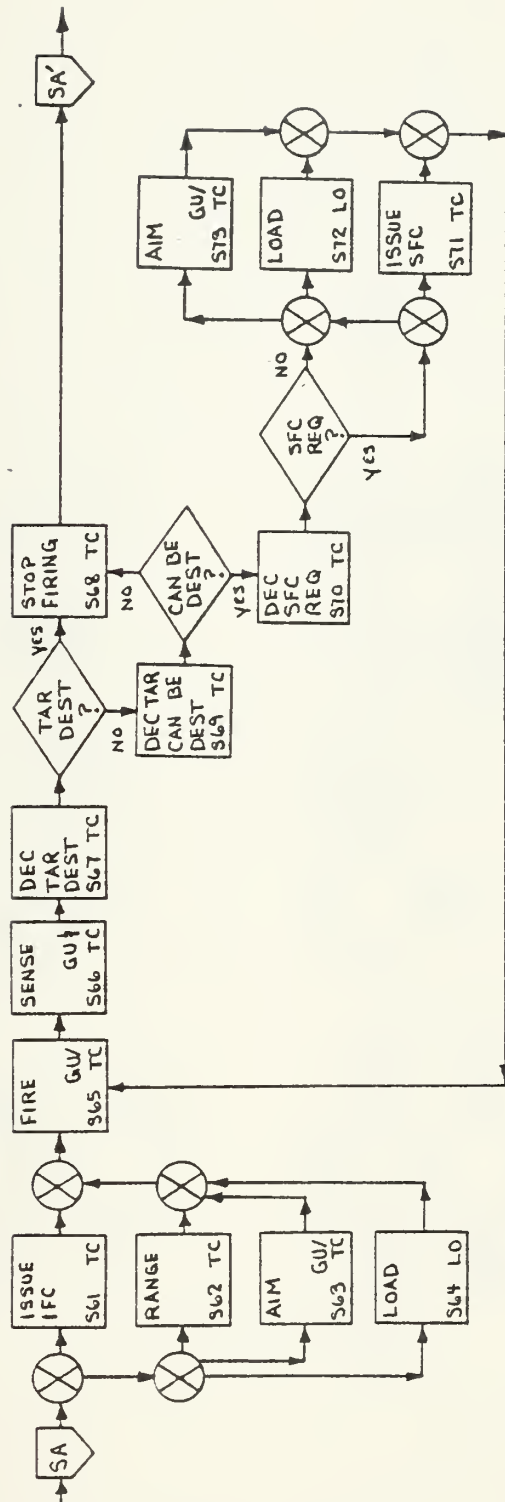 SA
ISSUE
IFC
S61 TC
RANGE
S62 TC
AIM
GU/
S63 TC
LOAD
S64 LO
FIRE
GU/
S65 TC
SENSE
GU/
S66 TC
DEC
TAR
DEST
S67 TC
TAR
DEST
?
YES
NO
STOP
FIRING
S68 TC
DEC TAR
CAN BE
DEST
S69 TC
CAN BE
DEST
?
NO
YES
DEC
SFC
REQ
S70 TC
SFC
REQ
?
NO
YES
AIM
GU/
S73 TC
LOAD
S72 LO
ISSUE
SFC
S71 TC
SA'